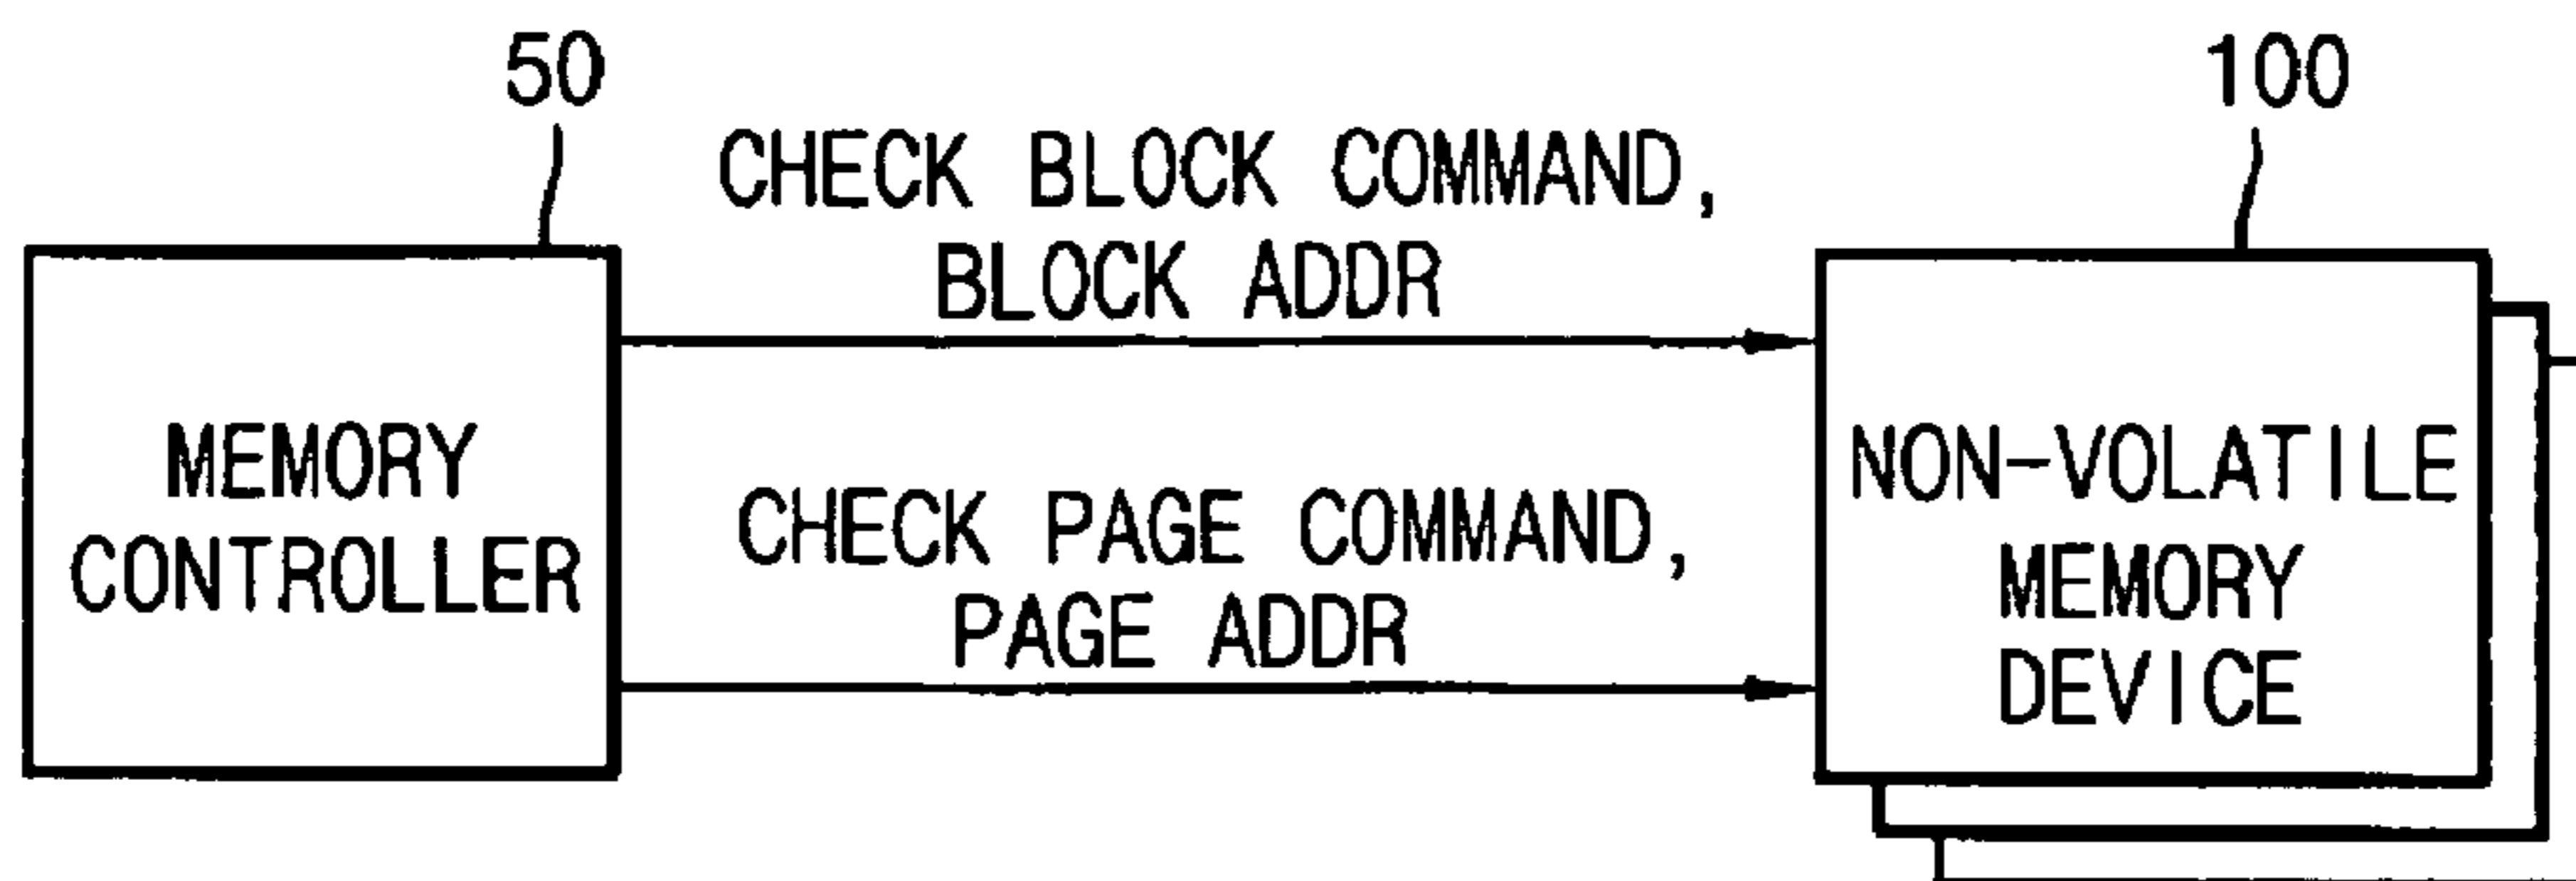 50
100
CHECK BLOCK COMMAND,
BLOCK ADDR
MEMORY
CONTROLLER
CHECK PAGE COMMAND,
PAGE ADDR
NON-VOLATILE
MEMORY
DEVICE